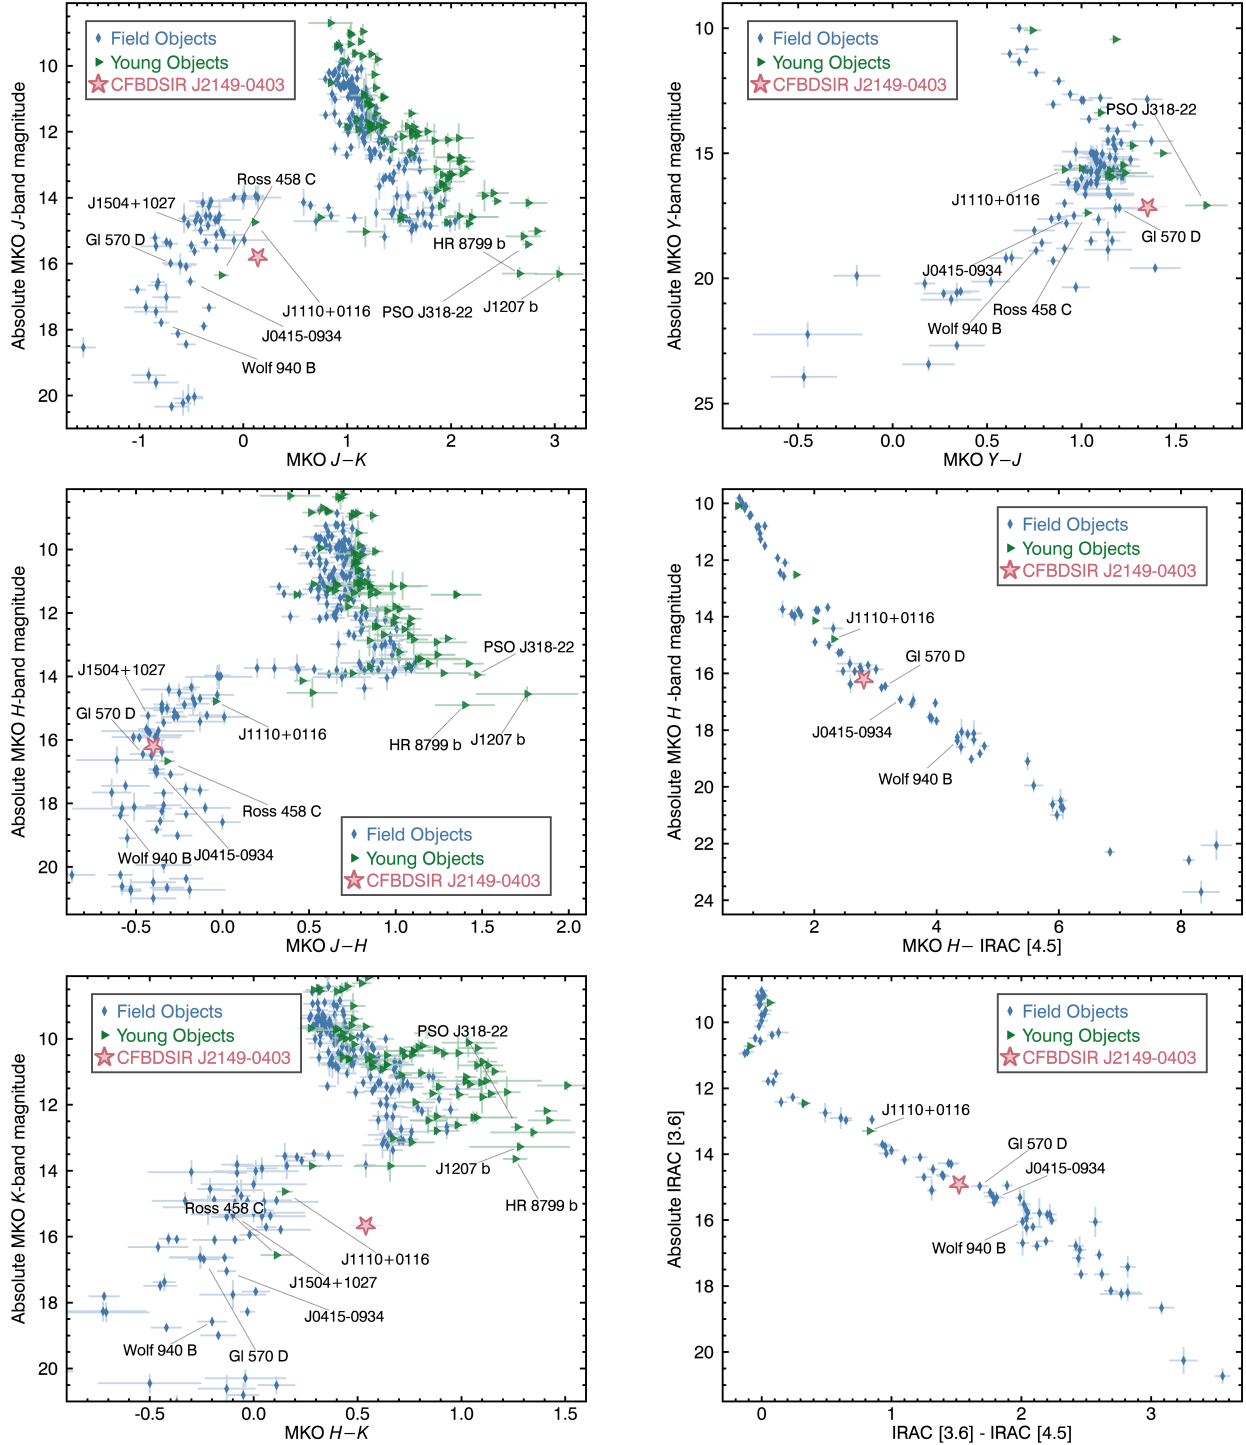 Field Objects
Young Objects
CFBDSIR J2149-0403
Ross 458 C
J1504+1027
Gl 570 D
HR 8799 b
J1207 b
J1110+0116
PSO J318-22
J0415-0934
Wolf 940 B
10
12
14
16
18
20
-1
0
1
2
3
MKO J−K
Absolute MKO J-band magnitude
Field Objects
Young Objects
CFBDSIR J2149-0403
PSO J318-22
J1110+0116
Gl 570 D
J0415-0934
Ross 458 C
Wolf 940 B
10
15
20
25
-0.5
0.0
0.5
1.0
1.5
MKO Y−J
Absolute MKO Y-band magnitude
PSO J318-22
J1504+1027
Gl 570 D
J1110+0116
HR 8799 b
J1207 b
Ross 458 C
Wolf 940 B
J0415-0934
Field Objects
Young Objects
CFBDSIR J2149-0403
10
12
14
16
18
20
-0.5
0.0
0.5
1.0
1.5
2.0
MKO J−H
Absolute MKO H-band magnitude
Field Objects
Young Objects
CFBDSIR J2149-0403
J1110+0116
Gl 570 D
J0415-0934
Wolf 940 B
10
12
14
16
18
20
22
24
2
4
6
8
MKO H− IRAC [4.5]
Absolute MKO H -band magnitude
Field Objects
Young Objects
CFBDSIR J2149-0403
PSO J318-22
J1207 b
HR 8799 b
Ross 458 C
J1110+0116
J1504+1027
J0415-0934
Wolf 940 B
Gl 570 D
10
12
14
16
18
20
-0.5
0.0
0.5
1.0
1.5
MKO H−K
Absolute MKO K-band magnitude
Field Objects
Young Objects
CFBDSIR J2149-0403
J1110+0116
Gl 570 D
J0415-0934
Wolf 940 B
10
12
14
16
18
20
0
1
2
3
IRAC [3.6] - IRAC [4.5]
Absolute IRAC [3.6]